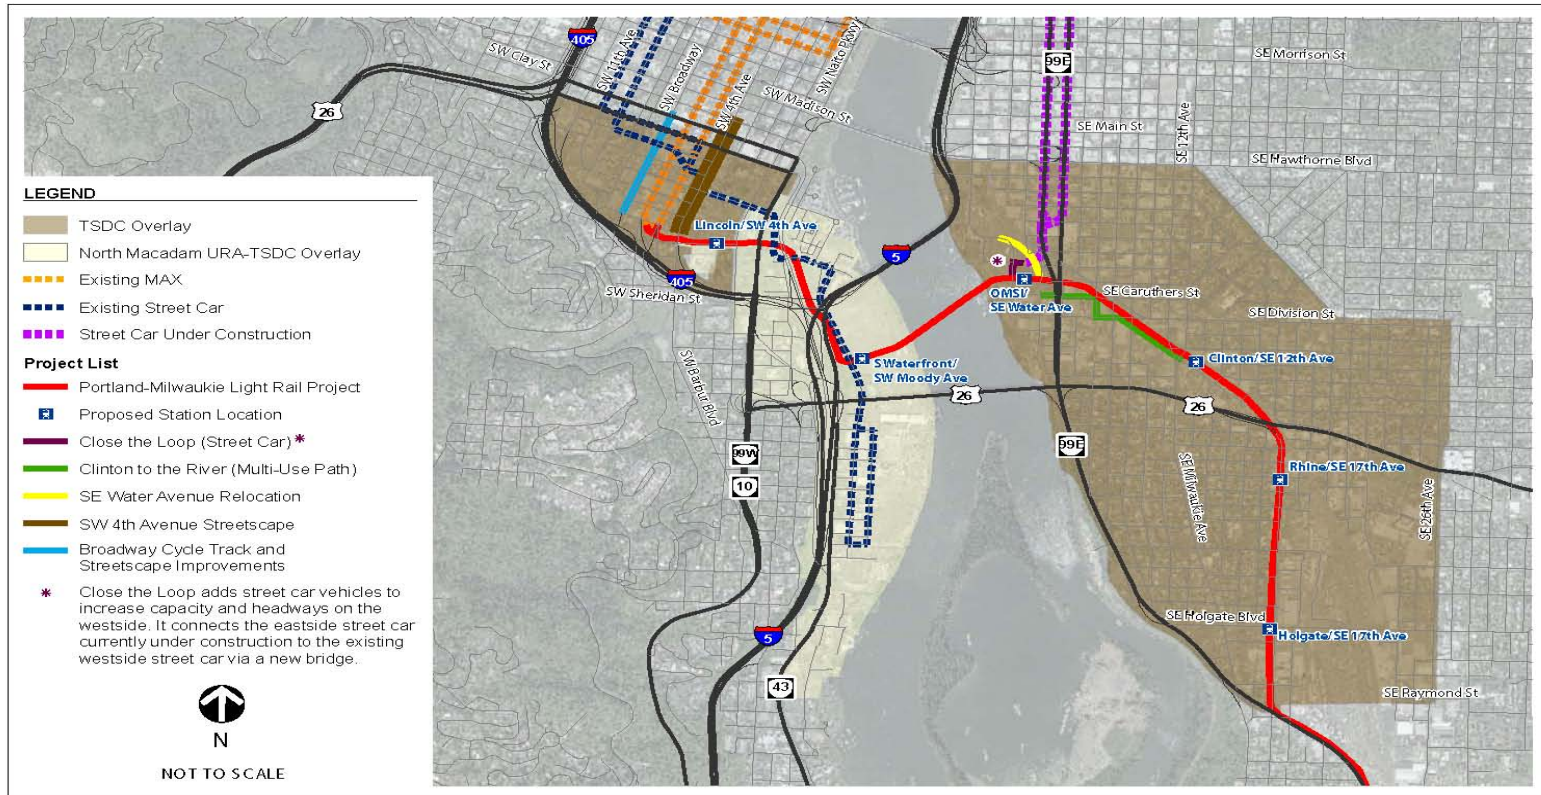 LEGEND
TSDC Overlay
North Macadam URA-TSDC Overlay
Existing MAX
Existing Street Car
Street Car Under Construction
Project List
Portland-Milwaukie Light Rail Project
Proposed Station Location
Close the Loop (Street Car)*
Clinton to the River (Multi-Use Path)
SE Water Avenue Relocation
SW 4th Avenue Streetscape
Broadway Cycle Track and
Streetscape Improvements
* Close the Loop adds street car vehicles to
increase capacity and headways on the
westside. It connects the eastside street car
currently under construction to the existing
westside street car via a new bridge.
N
NOT TO SCALE
405
SW Clay St
SW 11th Ave
SW Broadway
SW 4th Ave
SW Naito Pkwy
SW Madison St
26
99E
SE Morrison St
SE Main St
SE 12th Ave
SE Hawthorne Blvd
Lincoln/SW 4th Ave
405
SW Sheridan St
5
*
OMSI/
SE Water Ave
SE Caruthers St
SE Division St
SWaterfront/
SW Moody Ave
Clinton/SE 12th Ave
SW Barbur Blvd
26
26
99W
10
99E
Rhine/SE 17th Ave
SE Milwaukie Ave
SE 26th Ave
SE Holgate Blvd
Holgate/SE 17th Ave
5
43
SE Raymond St